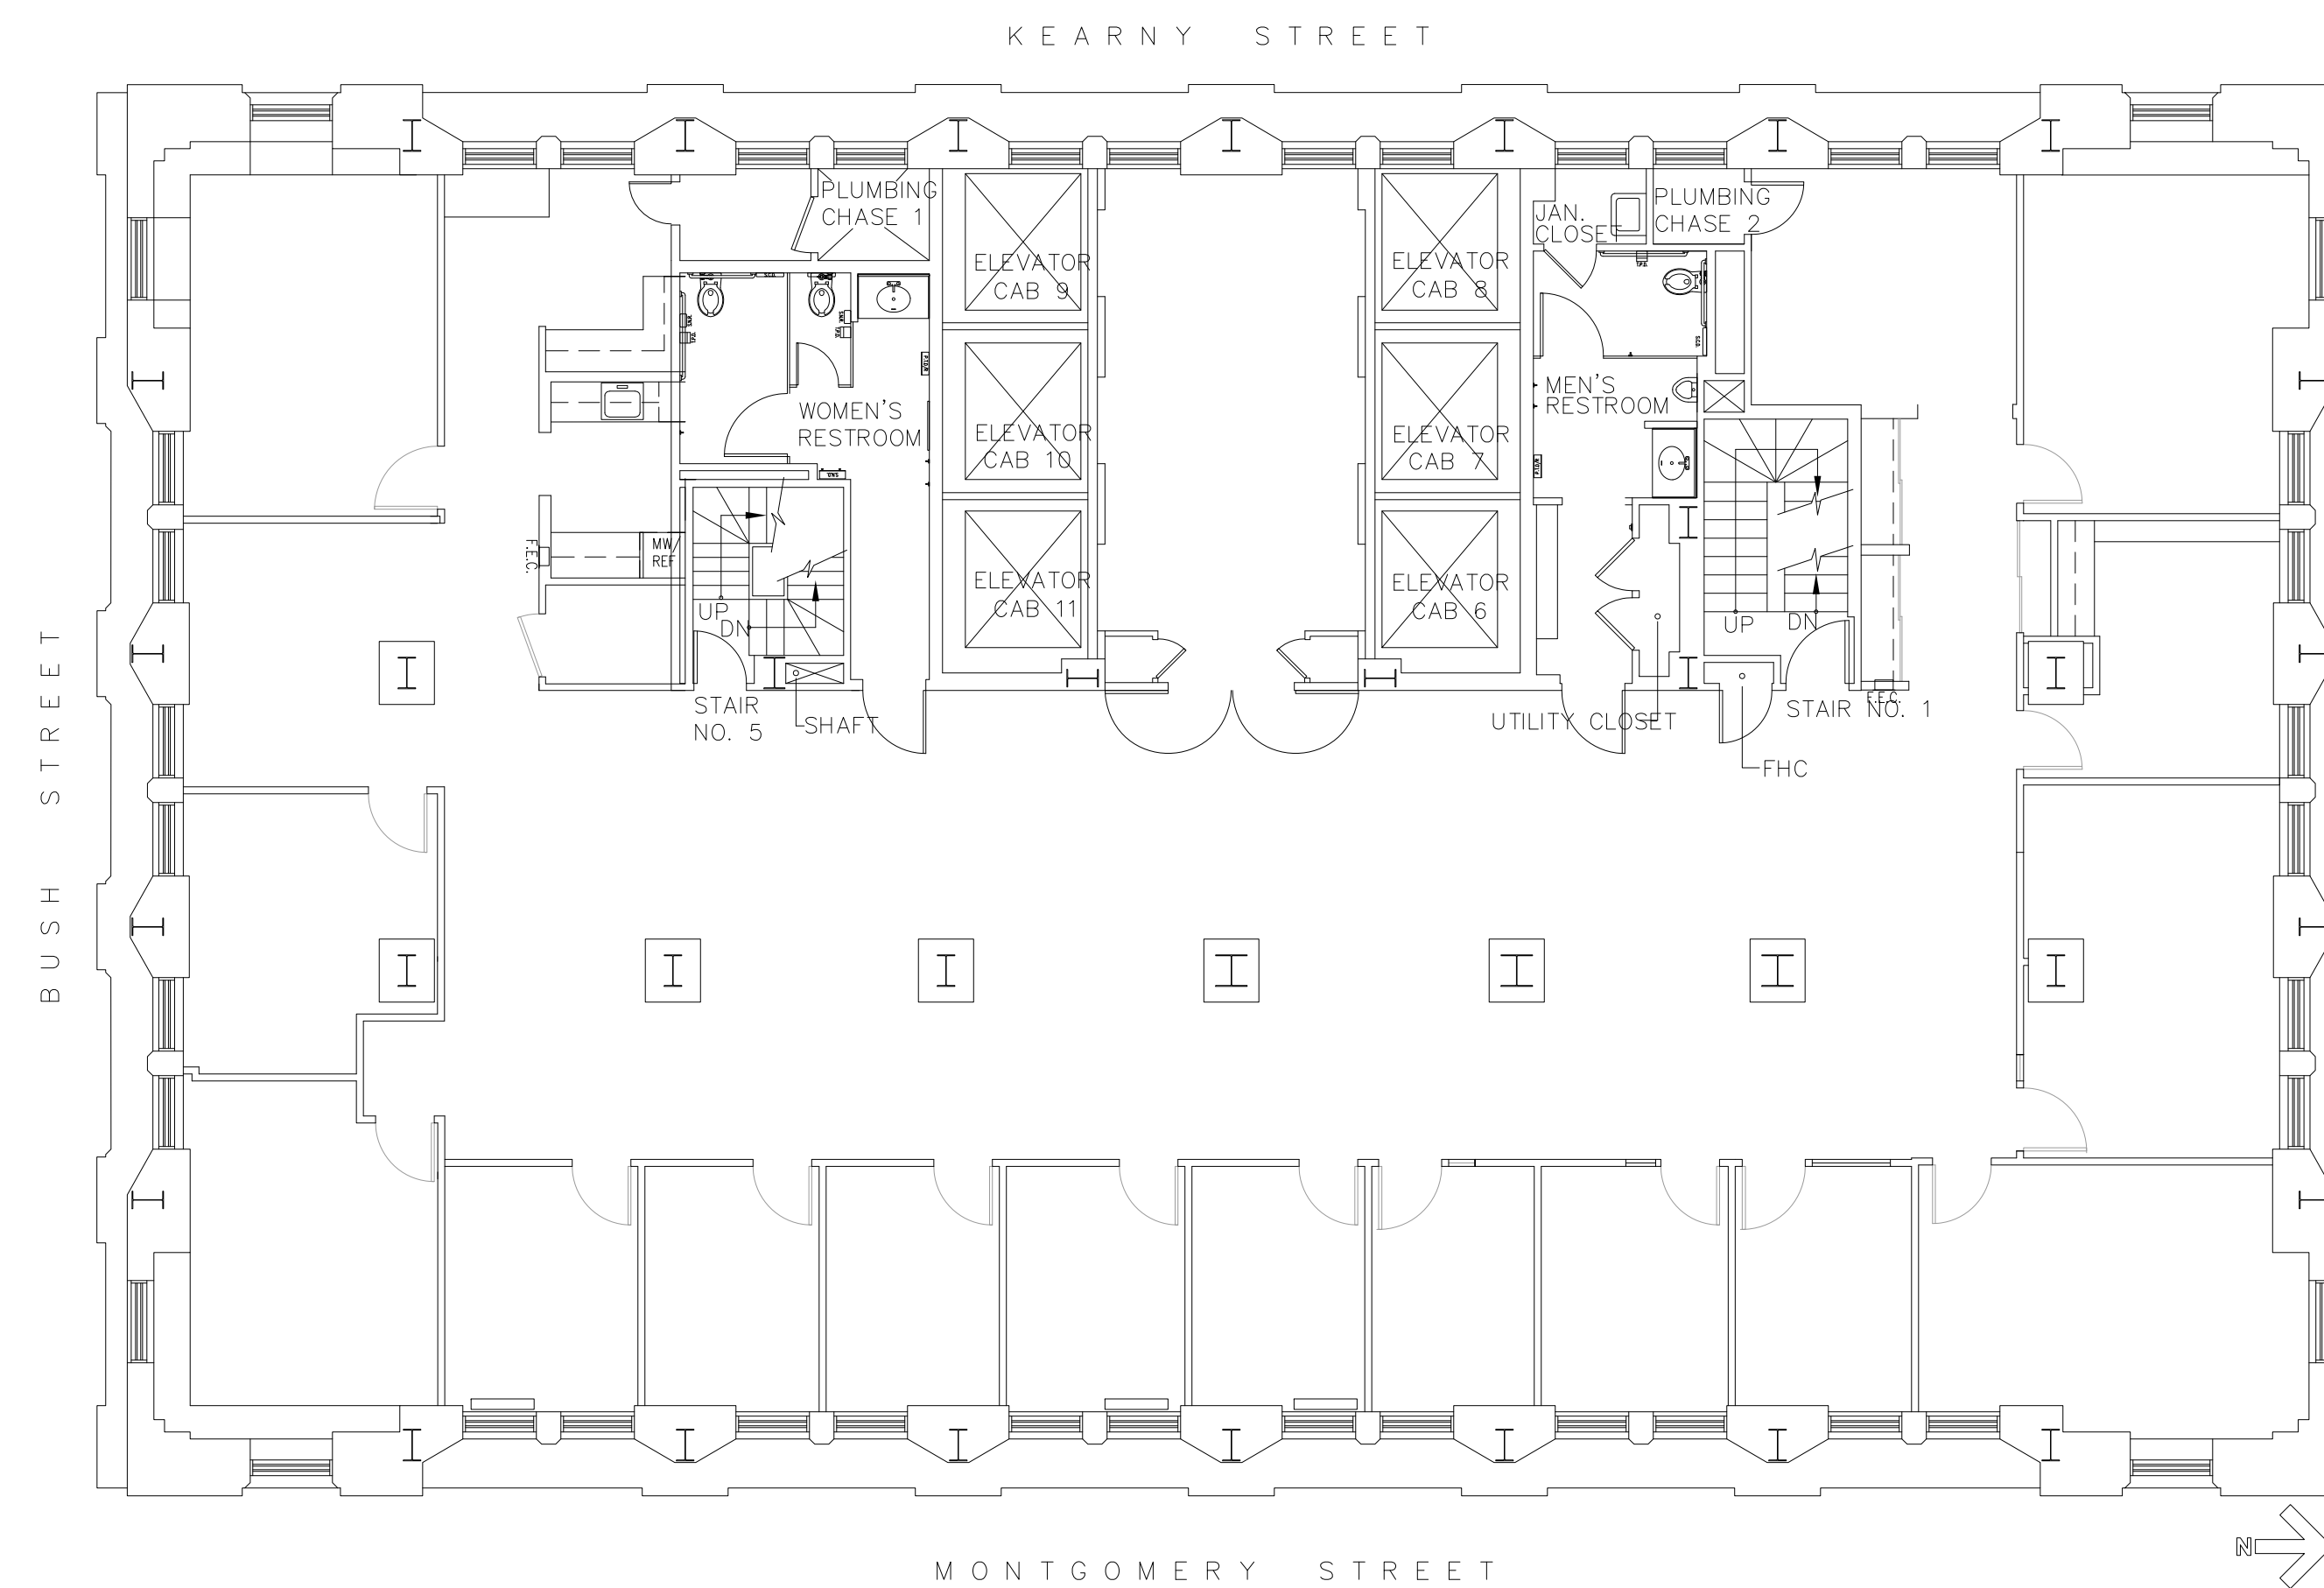 KEARNY STREET
PLUMBING
CHASE 1
ELEVATOR
CAB 9
ELEVATOR
CAB 8
JAN.
CLOSET
PLUMBING
CHASE 2
WOMEN'S
RESTROOM
ELEVATOR
CAB 10
ELEVATOR
CAB 7
MEN'S
RESTROOM
F.E.C.
MW
REF
ELEVATOR
CAB 11
ELEVATOR
CAB 6
UP
DN
UP
DN
STAIR
NO. 5
SHAFT
UTILITY CLOSET
STAIR NO. 1
F.E.C.
FHC
BUSH STREET
MONTGOMERY STREET
N